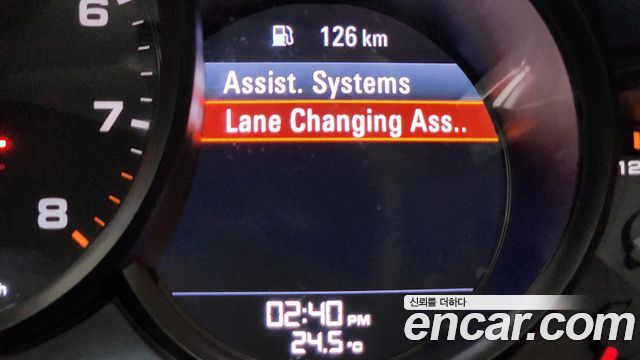 126 km
Assist. Systems
Lane Changing Ass..
6
7
8
02:40 PM
24.5 °C
신뢰를 더하다
encar.com